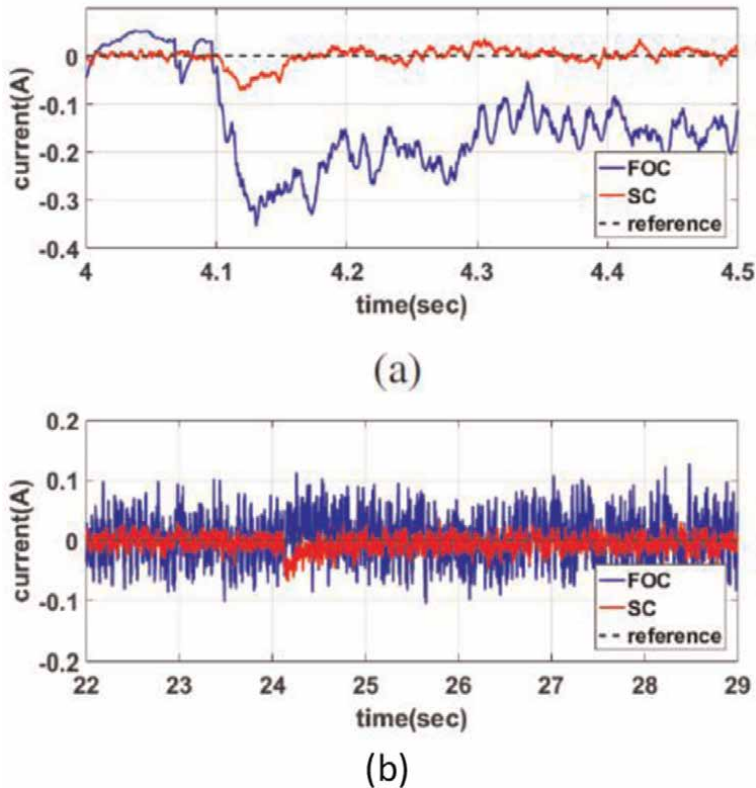 0
-0.1
-0.2
-0.3
-0.4
current(A)
FOC
SC
reference
4 4.1 4.2 4.3 4.4 4.5
time(sec)
(a)
0.2
0.1
0
-0.1
-0.2
current(A)
FOC
SC
reference
22 23 24 25 26 27 28 29
time(sec)
(b)